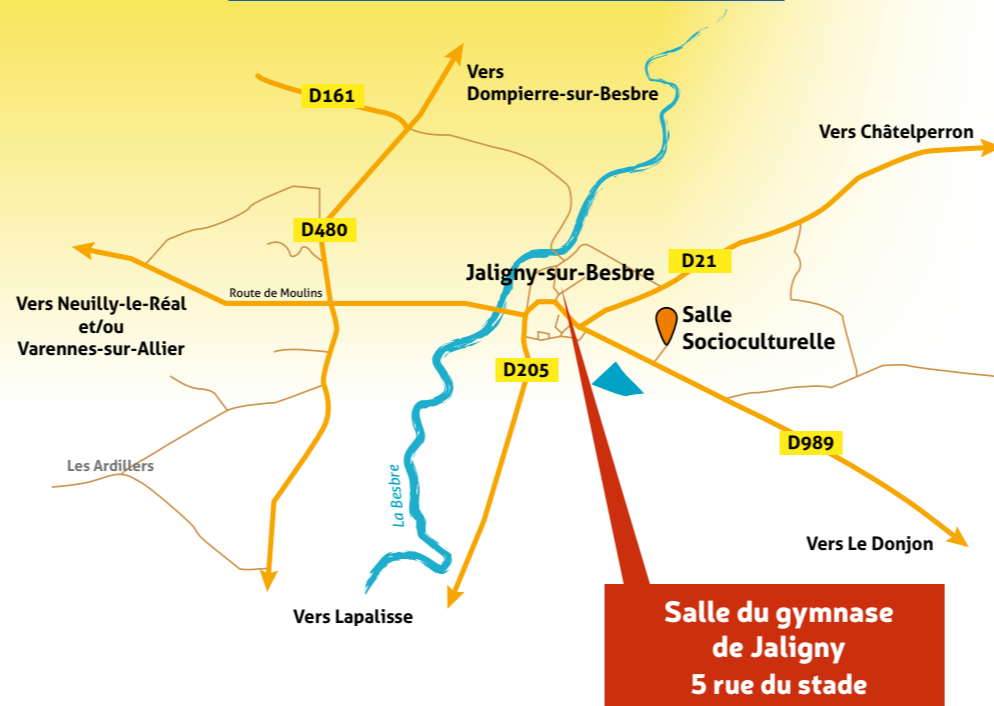 Vers
Dompierre-sur-Besbre
D161
Vers Châtelperron
D480
D21
Jaligny-sur-Besbre
Route de Moulins
Vers Neuilly-le-Réal
et/ou
Varennes-sur-Allier
Salle
Socioculturelle
D205
D989
Les Ardillers
La Besbre
Vers Le Donjon
Vers Lapalisse
Salle du gymnase
de Jaligny
5 rue du stade